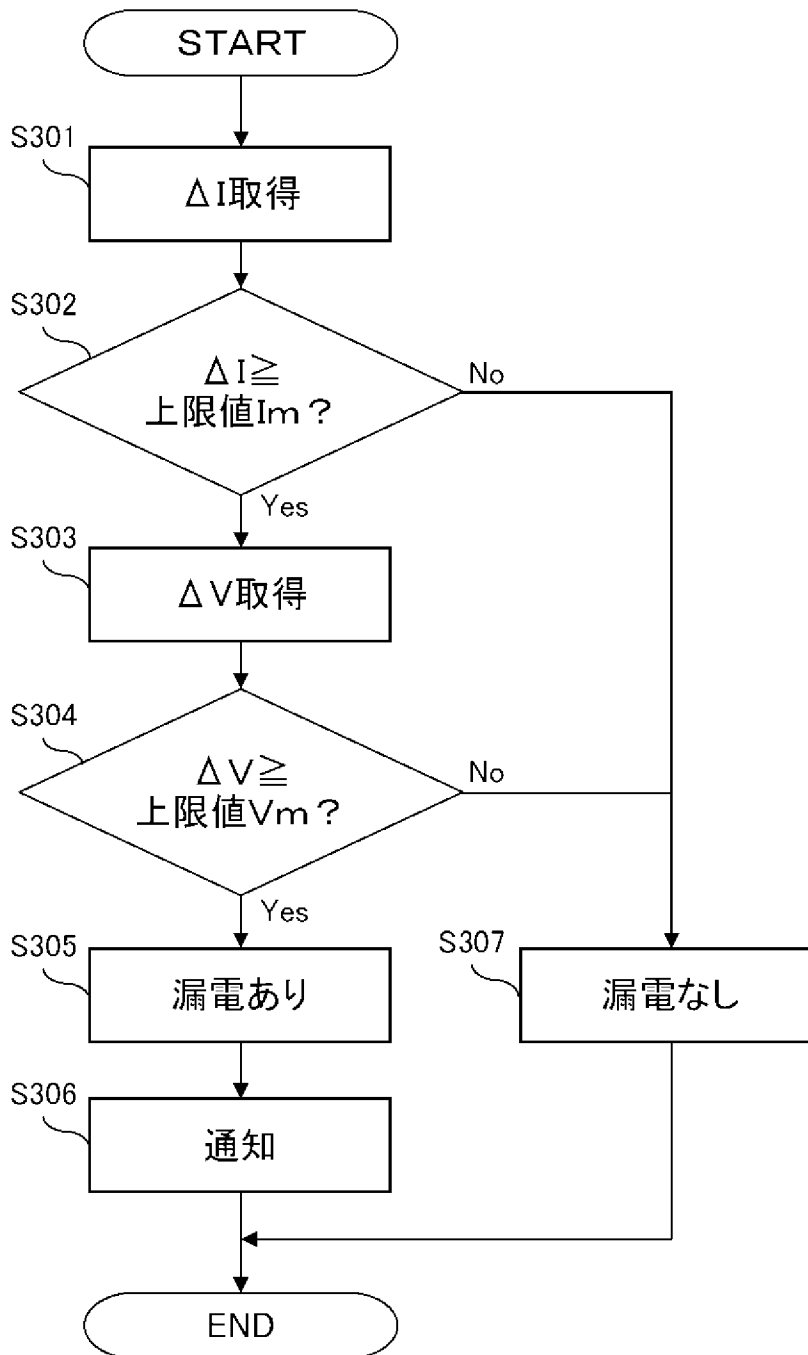 START
S301
ΔI取得
S302
ΔI≧
上限値Im?
No
Yes
S303
ΔV取得
S304
ΔV≧
上限値Vm?
No
Yes
S305
漏電あり
S307
漏電なし
S306
通知
END